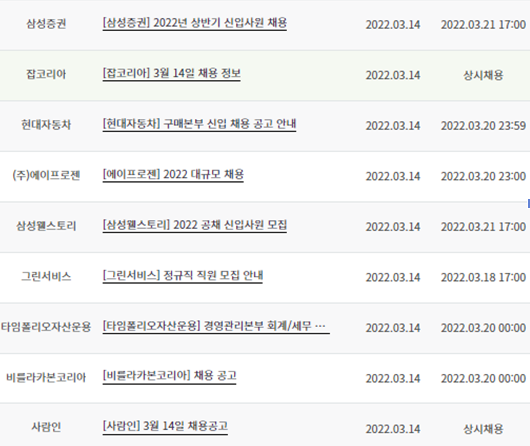 삼성증권 [삼성증권] 2022년 상반기 신입사원 채용 2022.03.14 2022.03.21 17:00
잡코리아 [잡코리아] 3월 14일 채용 정보 2022.03.14 상시채용
현대자동차 [현대자동차] 구매본부 신입 채용 공고 안내 2022.03.14 2022.03.20 23:59
(주)에이프로젠 [에이프로젠] 2022 대규모 채용 2022.03.14 2022.03.20 23:00
삼성웰스토리 [삼성웰스토리] 2022 공채 신입사원 모집 2022.03.14 2022.03.21 17:00
그린서비스 [그린서비스] 정규직 직원 모집 안내 2022.03.14 2022.03.18 17:00
타임폴리오자산운용 [타임폴리오자산운용] 경영관리본부 회계/세무 ··· 2022.03.14 2022.03.20 00:00
비를라카본코리아 [비를라카본코리아] 채용 공고 2022.03.14 2022.03.20 00:00
사람인 [사람인] 3월 14일 채용공고 2022.03.14 상시채용